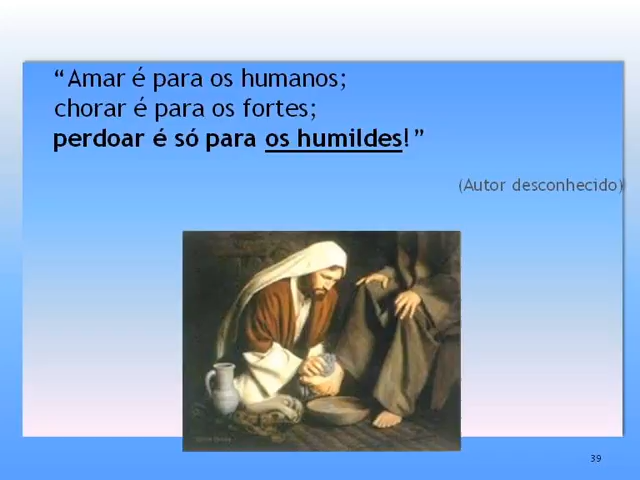 “Amar é para os humanos;
chorar é para os fortes;
perdoar é só para os humildes!”
(Autor desconhecido)
39